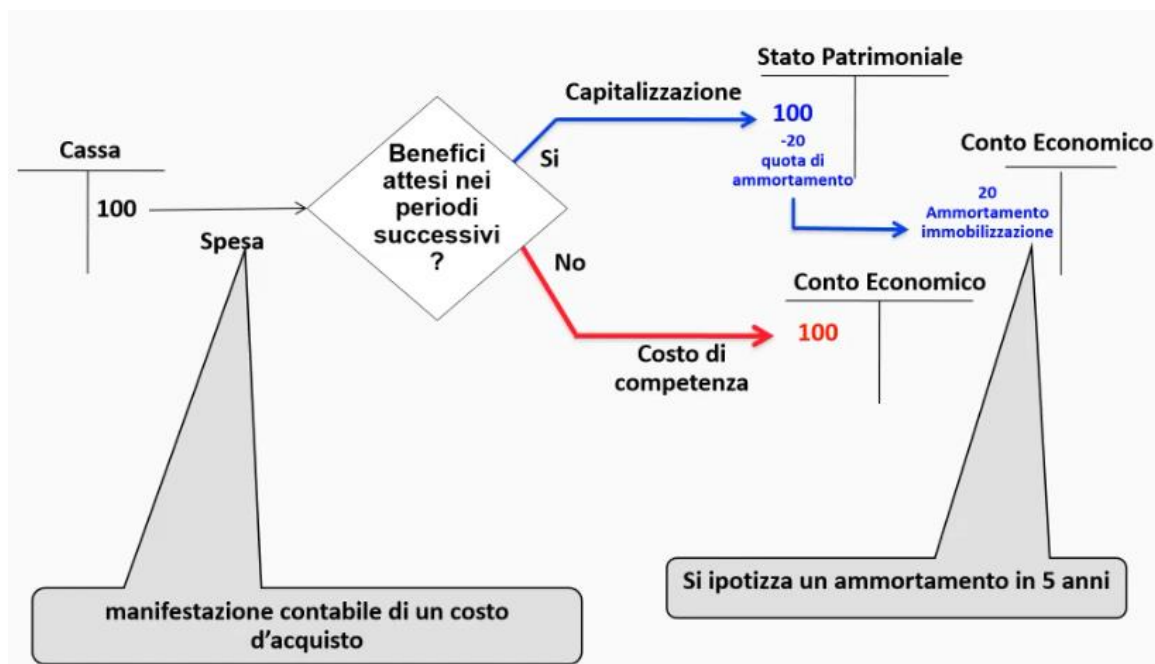 Cassa
100
Spesa
Benefici
attesi nei
periodi
successivi
?
Si
Capitalizzazione
Stato Patrimoniale
100
-20
quota di
ammortamento
Conto Economico
20
Ammortamento
immobilizzazione
No
Costo di
competenza
Conto Economico
100
manifestazione contabile di un costo
d'acquisto
Si ipotizza un ammortamento in 5 anni